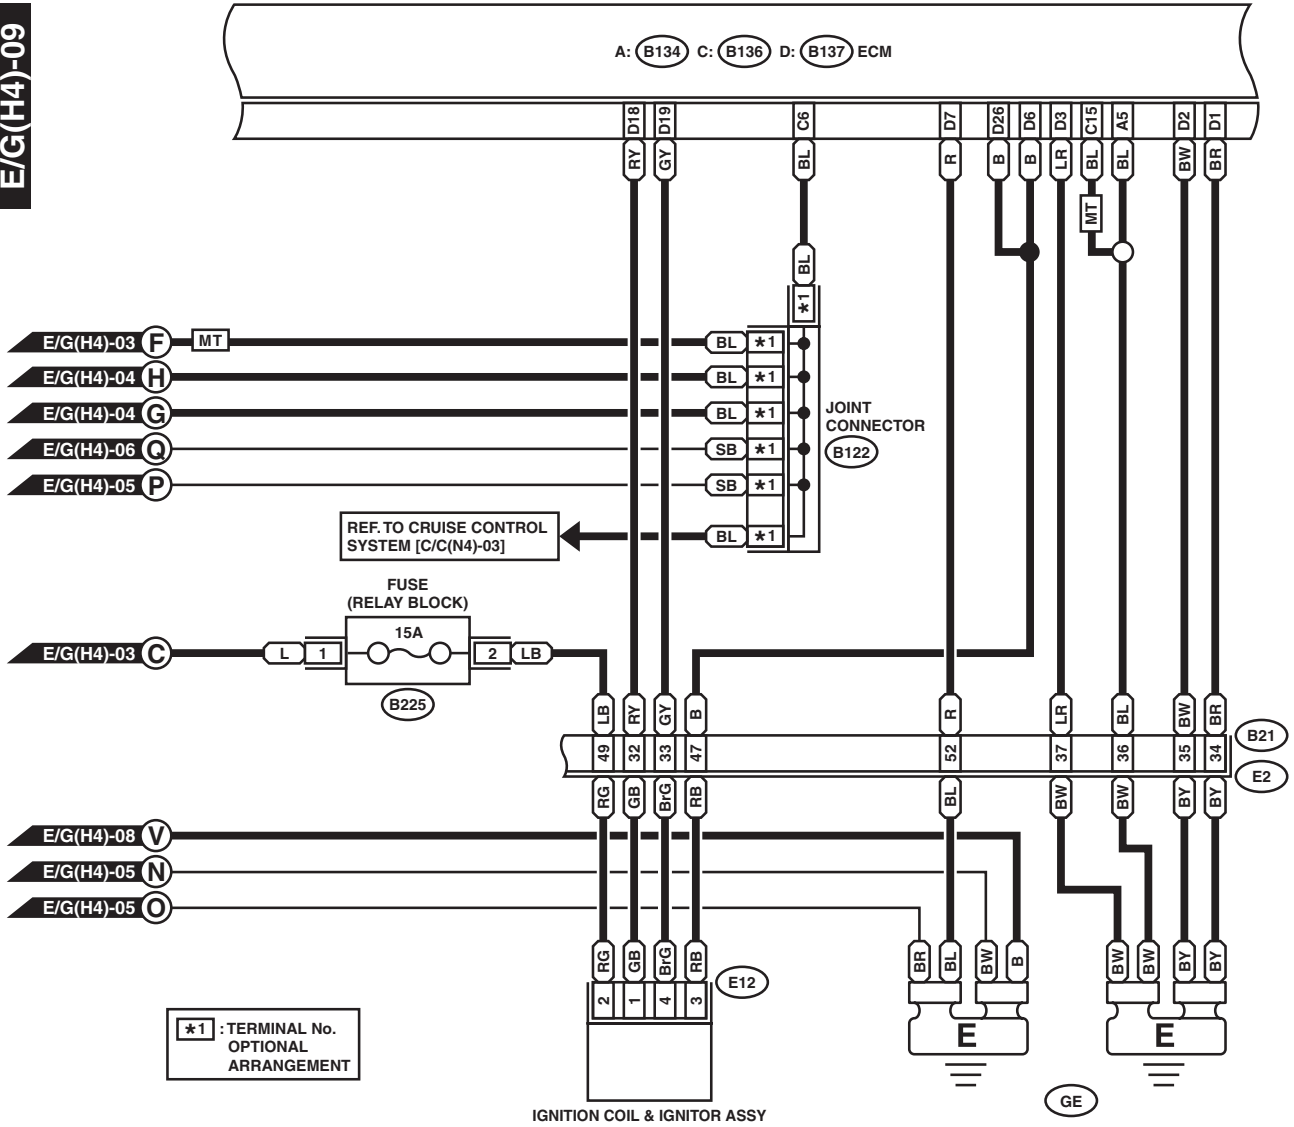 E/G(H4)-09
A: B134 C: B136 D: B137 ECM
D18 D19 C6 D7 D26 D6 D3 C15 A5 D2 D1
RY GY BL R B B LR BL BL BW BR
MT
BL
*1
E/G(H4)-03 F MT BL *1
E/G(H4)-04 H BL *1
E/G(H4)-04 G BL *1
E/G(H4)-06 Q SB *1
E/G(H4)-05 P SB *1
JOINT
CONNECTOR
B122
REF. TO CRUISE CONTROL
SYSTEM [C/C(N4)-03]
BL *1
FUSE
(RELAY BLOCK)
15A
E/G(H4)-03 C L 1 2 LB
B225
LB RY GY B R LR BL BW BR
49 32 33 47 52 37 36 35 34
B21
E2
RG GB BrG RB BL BW BW BY BY
E/G(H4)-08 V
E/G(H4)-05 N
E/G(H4)-05 O
RG GB BrG RB BR BL BW B BW BW BY BY
2 1 4 3
E12
E E
GE
*1 : TERMINAL No.
OPTIONAL
ARRANGEMENT
IGNITION COIL & IGNITOR ASSY